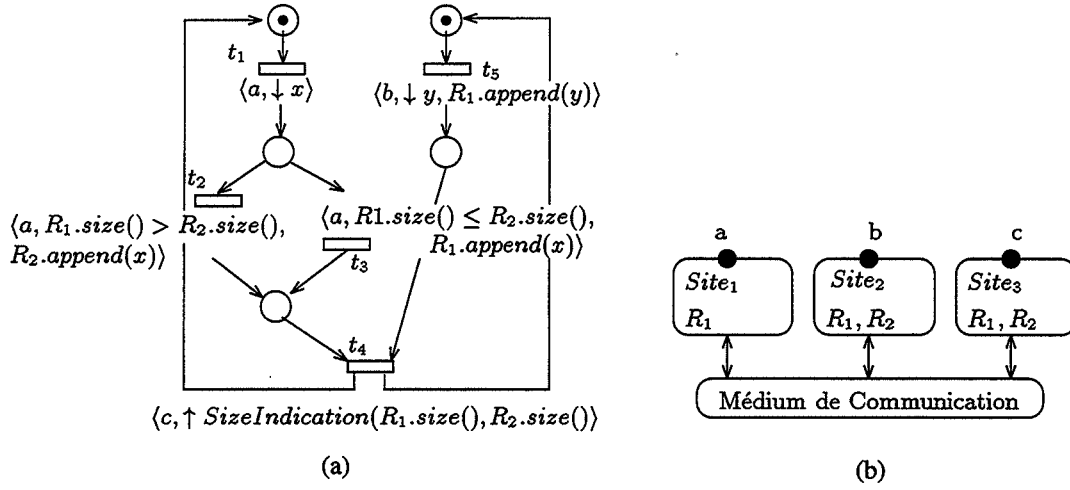 t₁
⟨a, ↓ x⟩
t₅
⟨b, ↓ y, R₁.append(y)⟩
t₂
⟨a, R₁.size() > R₂.size(),
R₂.append(x)⟩
⟨a, R1.size() ≤ R₂.size(),
R₁.append(x)⟩
t₃
t₄
⟨c, ↑ SizeIndication(R₁.size(), R₂.size()⟩
(a)
a
b
c
Site₁
R₁
Site₂
R₁, R₂
Site₃
R₁, R₂
Médium de Communication
(b)